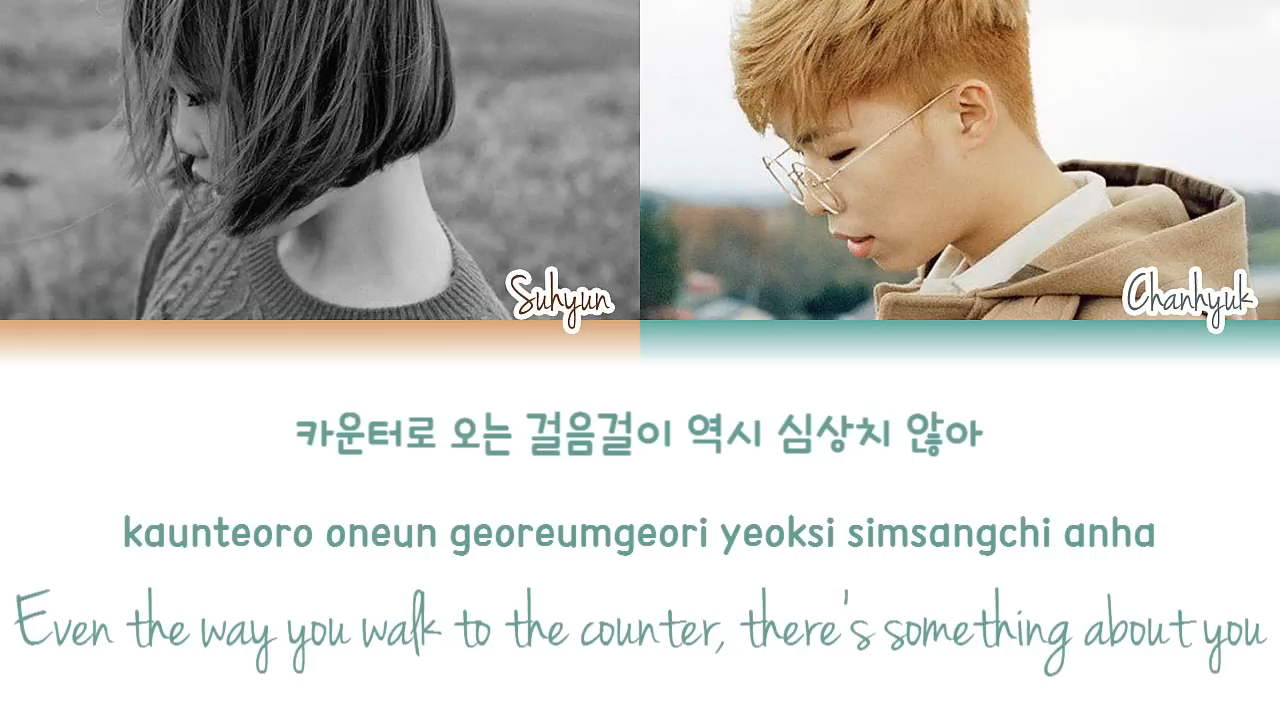 Suhyun
Chanhyuk
카운터로 오는 걸음걸이 역시 심상치 않아
kaunteoro oneun georeumgeori yeoksi simsangchi anha
Even the way you walk to the counter, there's something about you